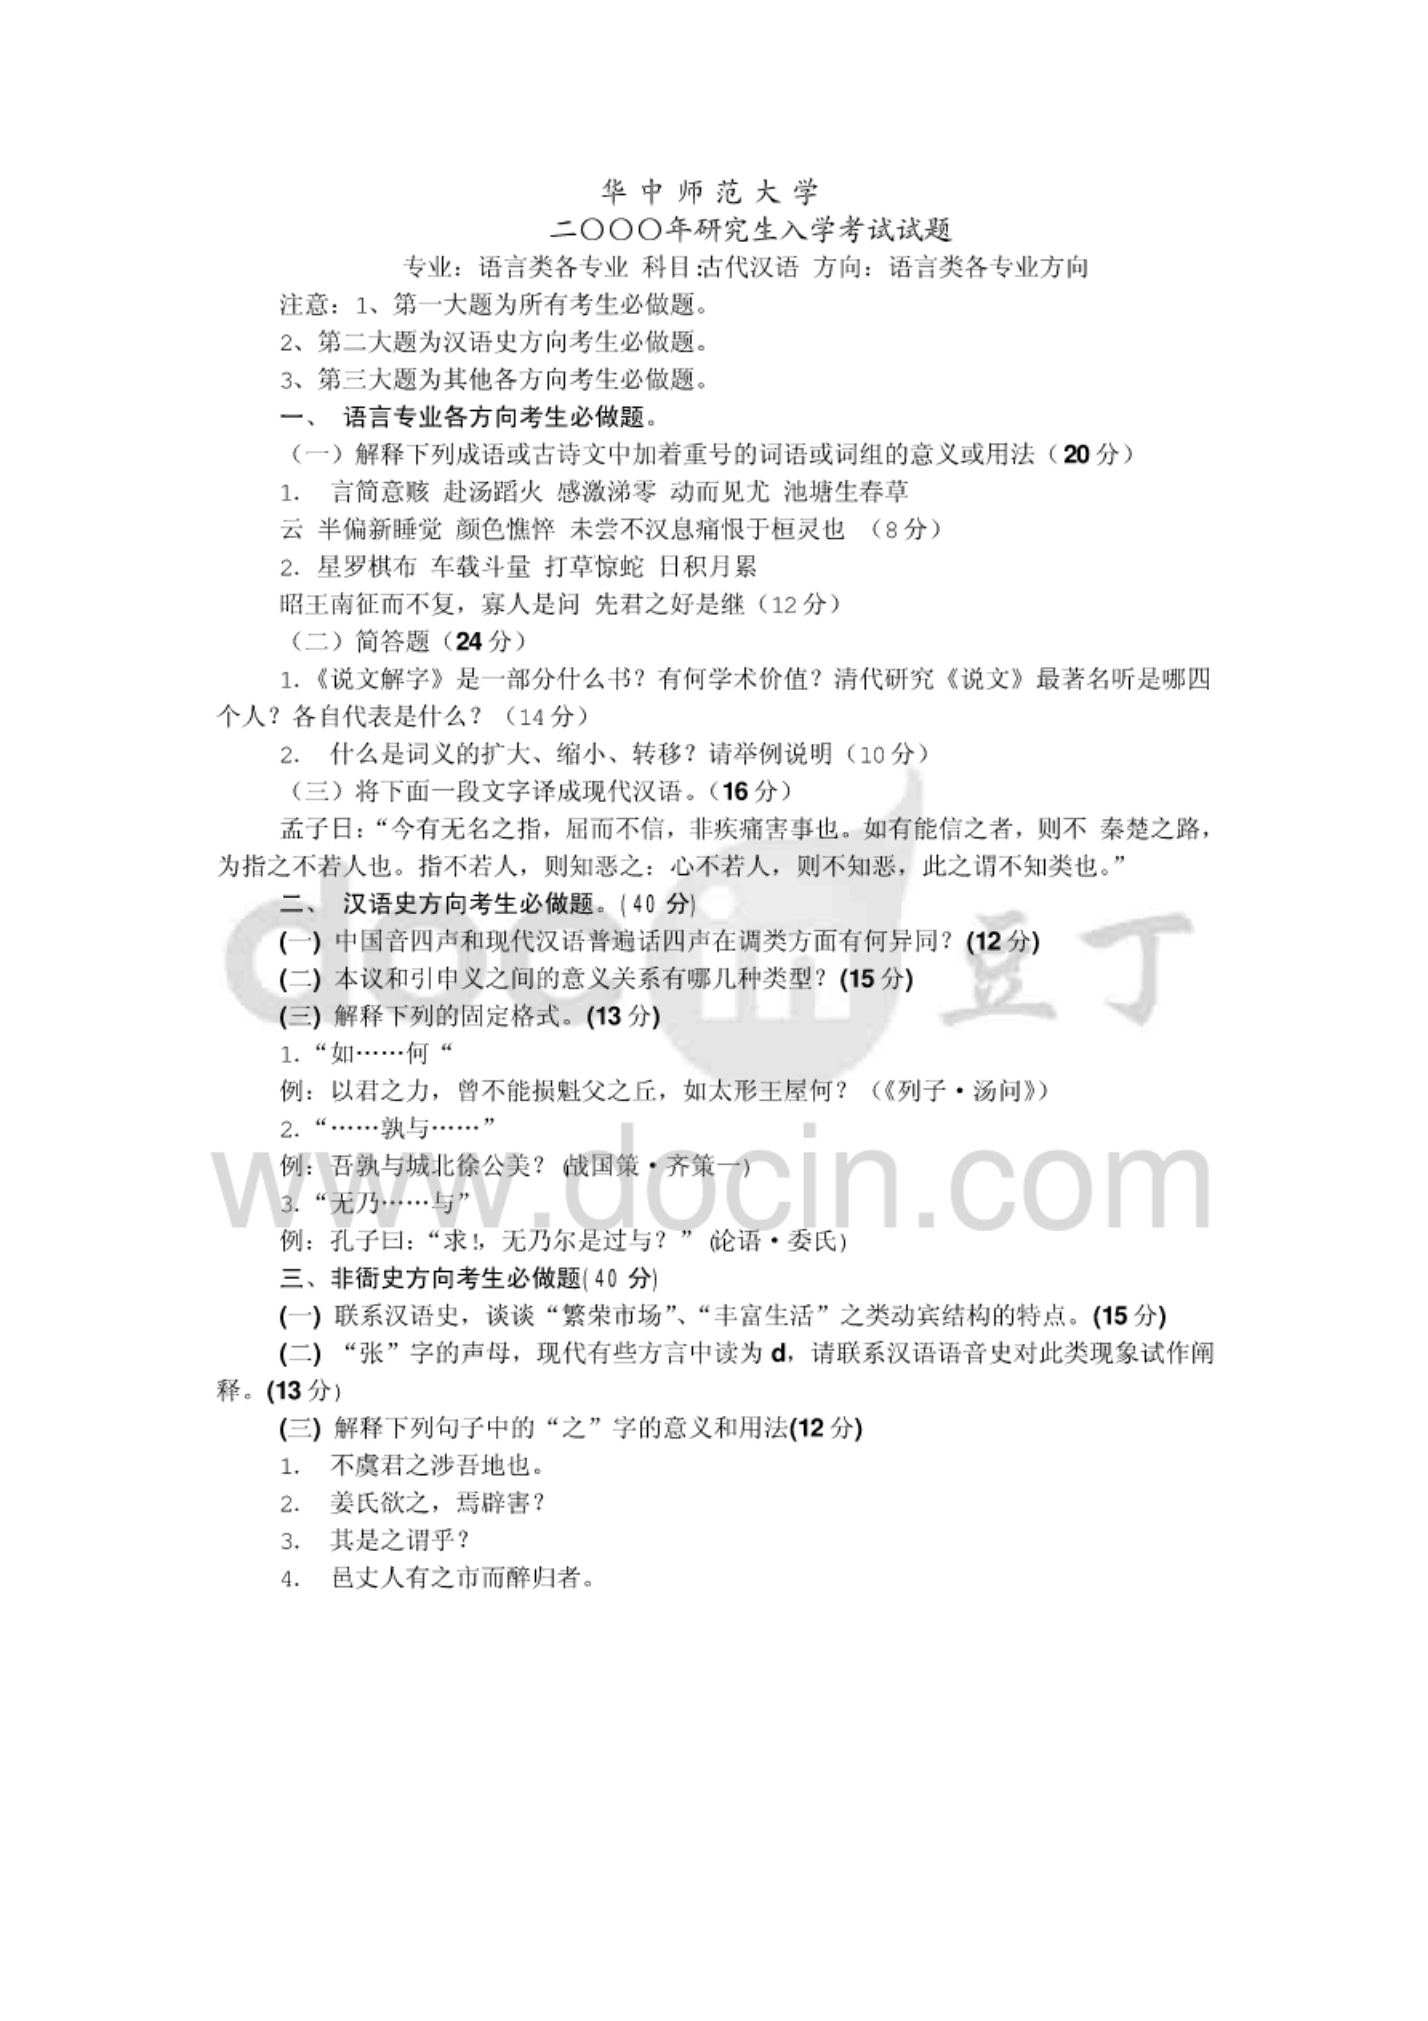 华中师范大学
二〇〇〇年研究生入学考试试题
专业：语言类各专业 科目:古代汉语 方向：语言类各专业方向
注意：1、第一大题为所有考生必做题。
2、第二大题为汉语史方向考生必做题。
3、第三大题为其他各方向考生必做题。
一、 语言专业各方向考生必做题。
（一）解释下列成语或古诗文中加着重号的词语或词组的意义或用法（20分）
1. 言简意赅 赴汤蹈火 感激涕零 动而见尤 池塘生春草
云 半偏新睡觉 颜色憔悴 未尝不汉息痛恨于桓灵也 （8分）
2. 星罗棋布 车载斗量 打草惊蛇 日积月累
昭王南征而不复，寡人是问 先君之好是继（12分）
（二）简答题（24分）
1.《说文解字》是一部分什么书？有何学术价值？清代研究《说文》最著名听是哪四
个人？各自代表是什么？（14分）
2. 什么是词义的扩大、缩小、转移？请举例说明（10分）
（三）将下面一段文字译成现代汉语。（16分）
孟子日：“今有无名之指，屈而不信，非疾痛害事也。如有能信之者，则不 秦楚之路，
为指之不若人也。指不若人，则知恶之：心不若人，则不知恶，此之谓不知类也。”
二、 汉语史方向考生必做题。(40 分)
(一) 中国音四声和现代汉语普遍话四声在调类方面有何异同？(12分)
(二) 本议和引申义之间的意义关系有哪几种类型？(15分)
(三) 解释下列的固定格式。(13分)
1.“如……何“
例：以君之力，曾不能损魁父之丘，如太形王屋何？（《列子·汤问》）
2.“……孰与……”
例：吾孰与城北徐公美？(战国策·齐策一)
3.“无乃……与”
例：孔子曰：“求!，无乃尔是过与？”(论语·委氏)
三、非衙史方向考生必做题(40 分)
(一) 联系汉语史，谈谈“繁荣市场”、“丰富生活”之类动宾结构的特点。(15分)
(二) “张”字的声母，现代有些方言中读为d，请联系汉语语音史对此类现象试作阐
释。(13分)
(三) 解释下列句子中的“之”字的意义和用法(12分)
1. 不虞君之涉吾地也。
2. 姜氏欲之，焉辟害？
3. 其是之谓乎？
4. 邑丈人有之市而醉归者。
docin 豆丁
www.docin.com